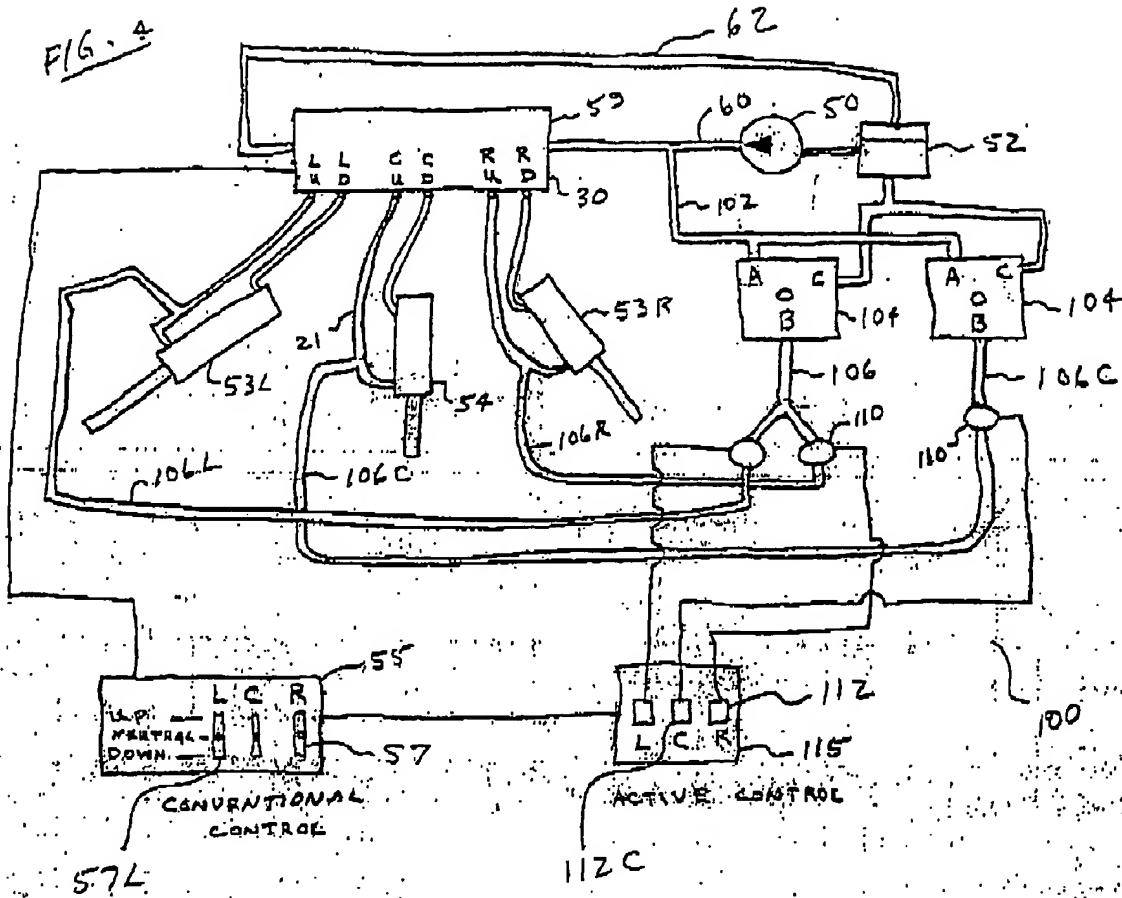 FIG. 4
62
59
60
50
52
L U
L D
C U
C D
R U
R D
30
102
A C
O
B
104
A C
O
B
104
53R
21
53L
54
106
106C
110
106R
110
106L
106C
55
L C R
UP
NEUTRAL
DOWN
57
112
L C R
115
100
CONVENTIONAL
CONTROL
ACTIVE CONTROL
57L
112C